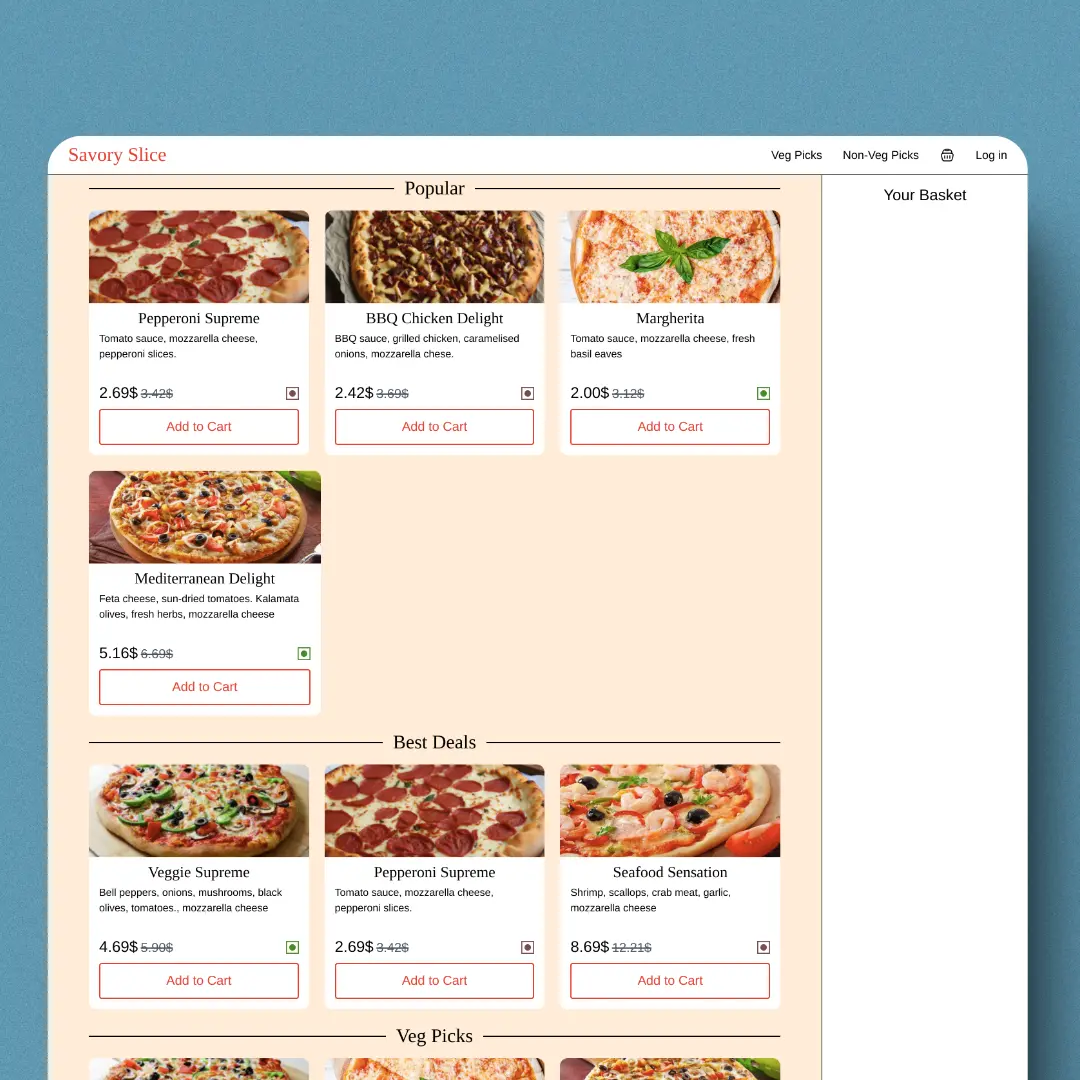 Savory Slice
Veg Picks
Non-Veg Picks
Log in
Popular
Your Basket
Pepperoni Supreme
Tomato sauce, mozzarella cheese,
pepperoni slices.
2.69$ 3.42$
Add to Cart
BBQ Chicken Delight
BBQ sauce, grilled chicken, caramelised
onions, mozzarella chese.
2.42$ 3.69$
Add to Cart
Margherita
Tomato sauce, mozzarella cheese, fresh
basil eaves
2.00$ 3.12$
Add to Cart
Mediterranean Delight
Feta cheese, sun-dried tomatoes. Kalamata
olives, fresh herbs, mozzarella cheese
5.16$ 6.69$
Add to Cart
Best Deals
Veggie Supreme
Bell peppers, onions, mushrooms, black
olives, tomatoes., mozzarella cheese
4.69$ 5.90$
Add to Cart
Pepperoni Supreme
Tomato sauce, mozzarella cheese,
pepperoni slices.
2.69$ 3.42$
Add to Cart
Seafood Sensation
Shrimp, scallops, crab meat, garlic,
mozzarella cheese
8.69$ 12.21$
Add to Cart
Veg Picks